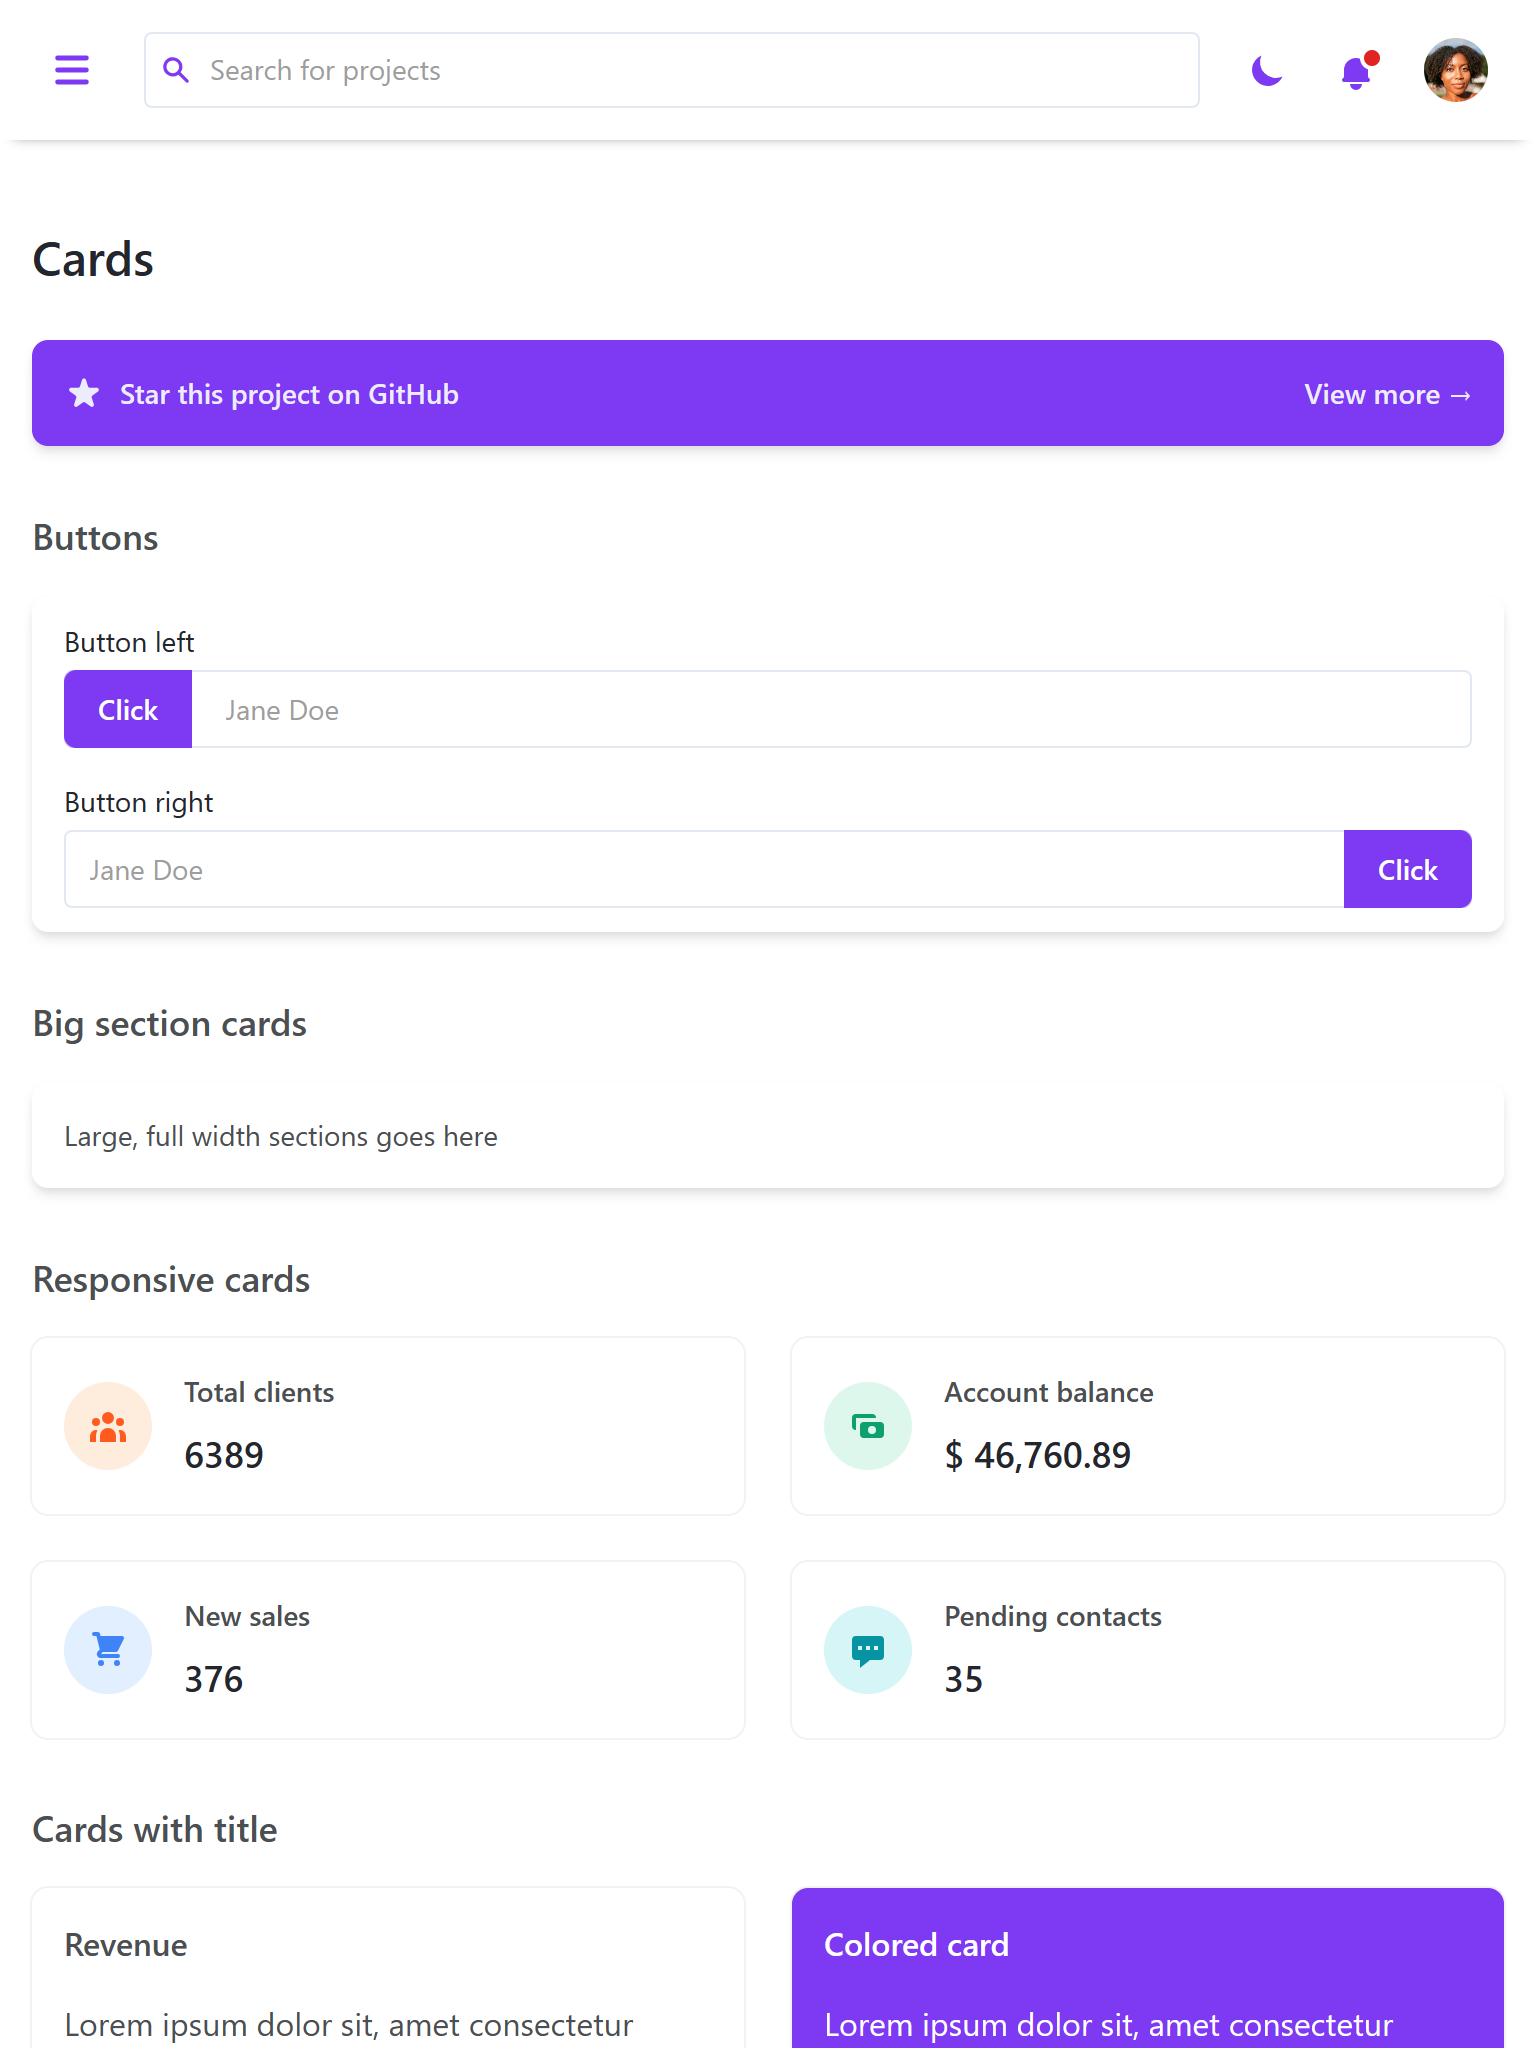 Search for projects
Cards
Star this project on GitHub
View more →
Buttons
Button left
Click
Jane Doe
Button right
Jane Doe
Click
Big section cards
Large, full width sections goes here
Responsive cards
Total clients
6389
Account balance
$ 46,760.89
New sales
376
Pending contacts
35
Cards with title
Revenue
Lorem ipsum dolor sit, amet consectetur
Colored card
Lorem ipsum dolor sit, amet consectetur